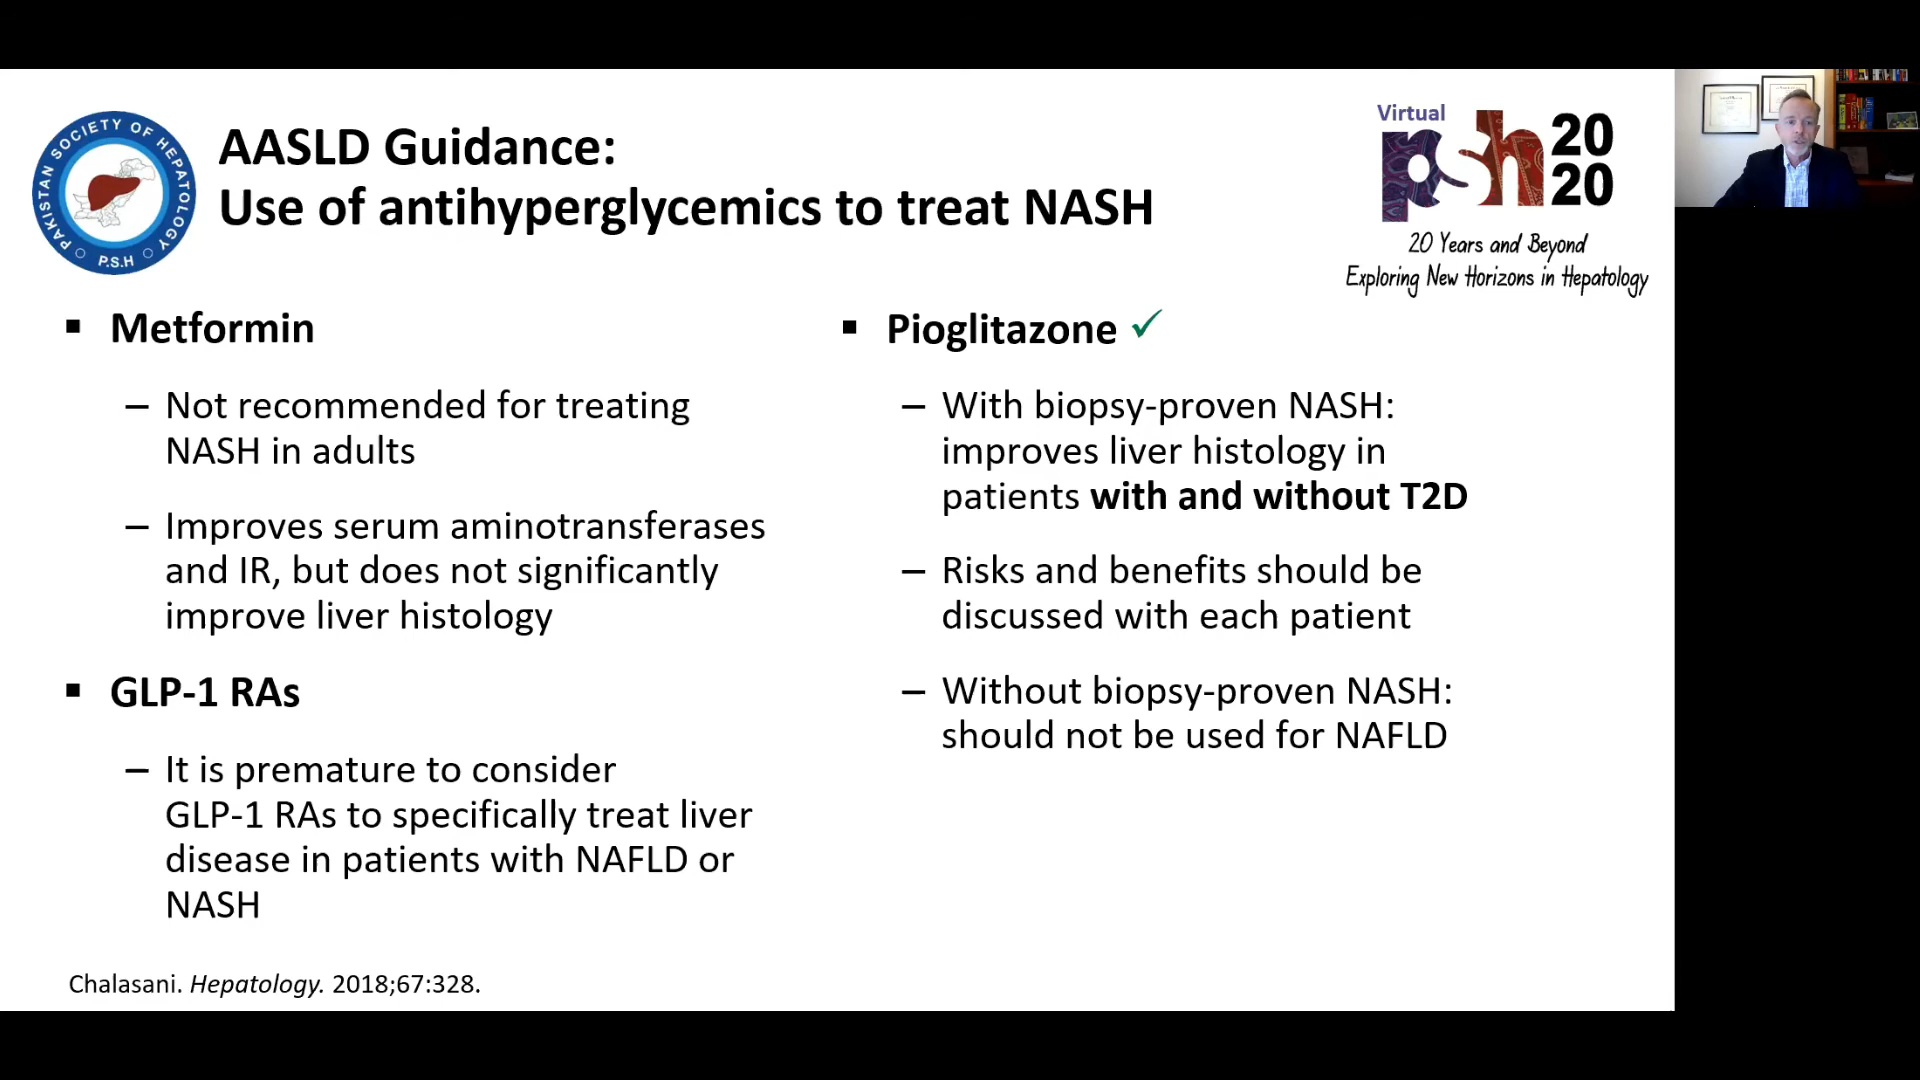 PAKISTAN SOCIETY OF HEPATOLOGY
P.S.H
AASLD Guidance:
Use of antihyperglycemics to treat NASH
Virtual
psh 20
20
20 Years and Beyond
Exploring New Horizons in Hepatology
▪ Metformin
– Not recommended for treating
NASH in adults
– Improves serum aminotransferases
and IR, but does not significantly
improve liver histology
▪ GLP-1 RAs
– It is premature to consider
GLP-1 RAs to specifically treat liver
disease in patients with NAFLD or
NASH
▪ Pioglitazone ✓
– With biopsy-proven NASH:
improves liver histology in
patients with and without T2D
– Risks and benefits should be
discussed with each patient
– Without biopsy-proven NASH:
should not be used for NAFLD
Chalasani. Hepatology. 2018;67:328.